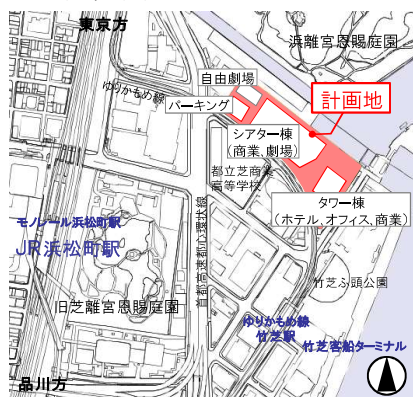 東京方
浜離宮恩賜庭園
自由劇場
ゆりかもめ線
パーキング
計画地
シアター棟
(商業、劇場)
都立芝商業
高等学校
タワー棟
(ホテル、オフィス、商業)
モノレール浜松町駅
JR浜松町駅
首都高速都心環状線
竹芝ふ頭公園
旧芝離宮恩賜庭園
ゆりかもめ線
竹芝駅
竹芝客船ターミナル
品川方